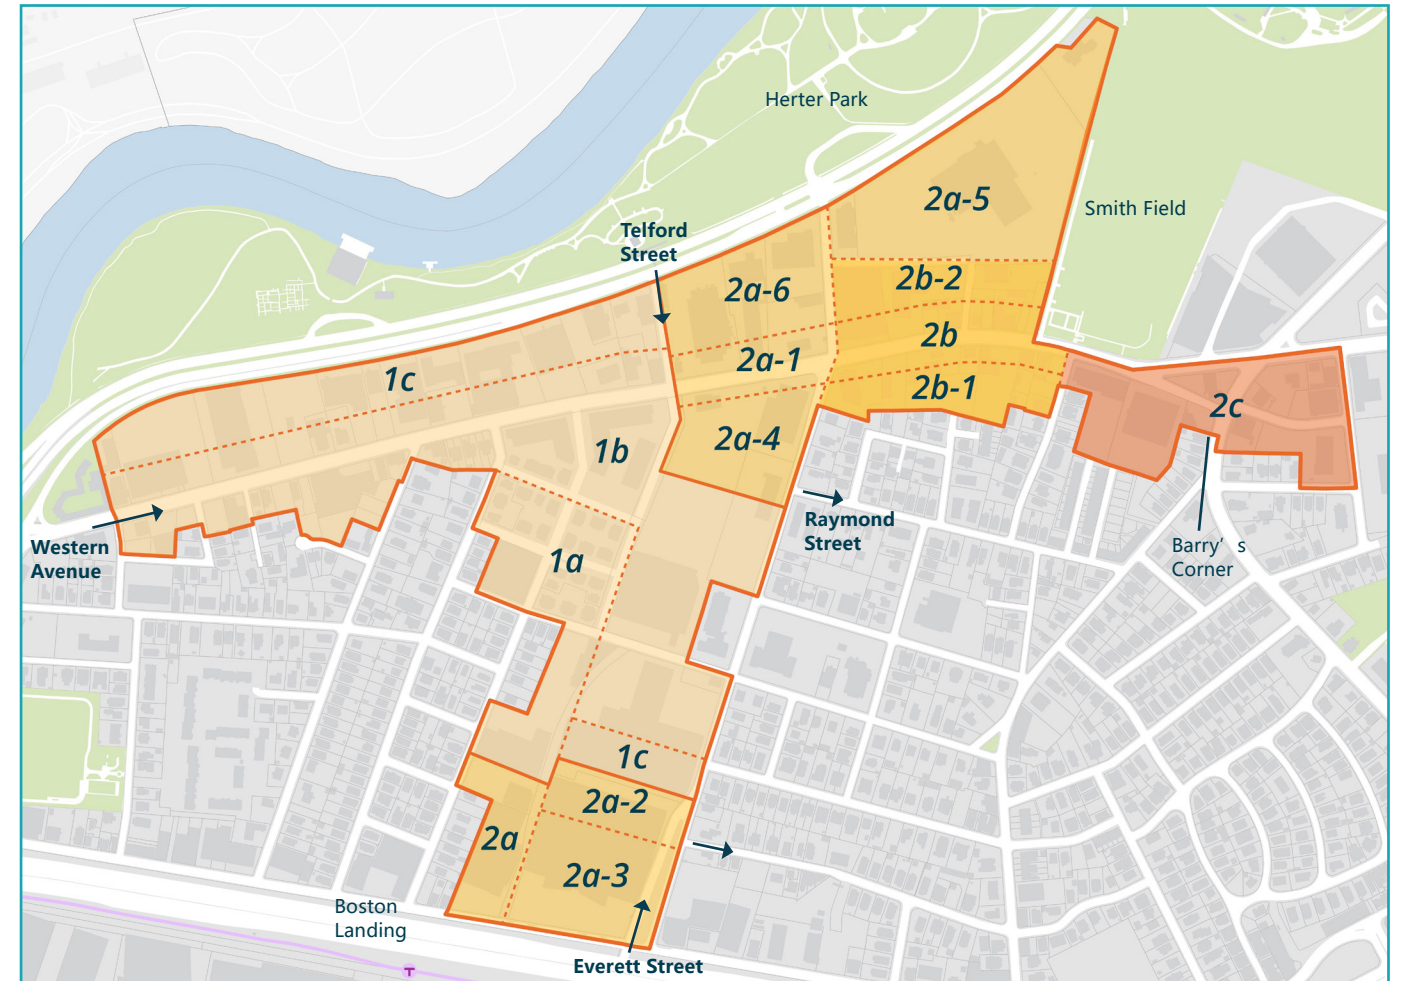 Herter Park
2a-5
Smith Field
Telford
Street
2b-2
2a-6
2b
2a-1
1c
2b-1
2c
2a-4
1b
Raymond
Street
Western
Avenue
Barry’ s
Corner
1a
1c
2a-2
2a
2a-3
Boston
Landing
Everett Street
T